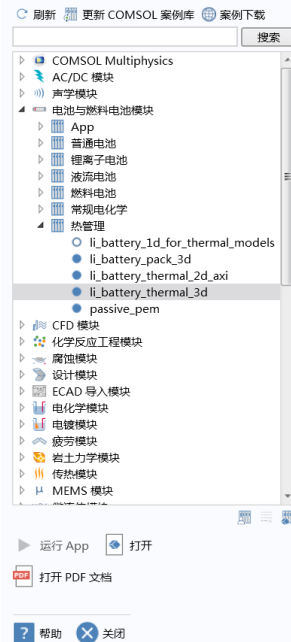 刷新 更新 COMSOL 案例库 案例下载
搜索
COMSOL Multiphysics
AC/DC 模块
声学模块
电池与燃料电池模块
App
普通电池
锂离子电池
液流电池
燃料电池
常规电化学
热管理
li_battery_1d_for_thermal_models
li_battery_pack_3d
li_battery_thermal_2d_axi
li_battery_thermal_3d
passive_pem
CFD 模块
化学反应工程模块
腐蚀模块
设计模块
ECAD 导入模块
电化学模块
电镀模块
疲劳模块
岩土力学模块
传热模块
MEMS 模块
运行 App 打开
PDF 打开 PDF 文档
? 帮助 关闭